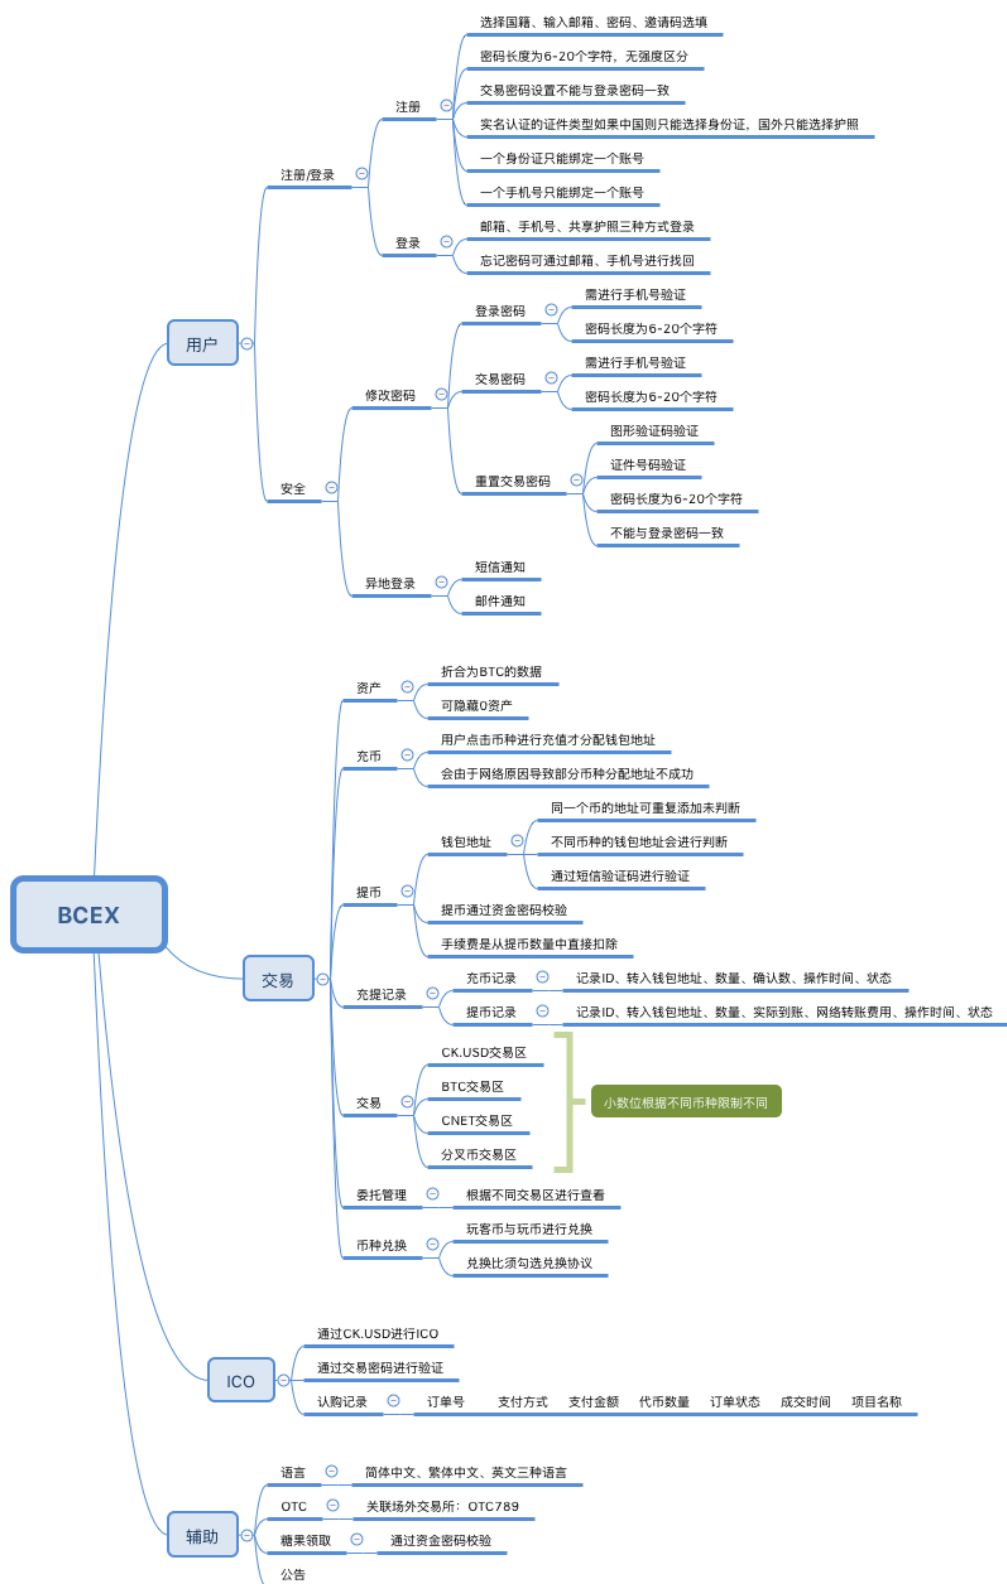 选择国籍、输入邮箱、密码、邀请码选填
密码长度为6-20个字符，无强度区分
交易密码设置不能与登录密码一致
注册
实名认证的证件类型如果中国则只能选择身份证，国外只能选择护照
一个身份证只能绑定一个账号
注册/登录
一个手机号只能绑定一个账号
邮箱、手机号、共享护照三种方式登录
登录
忘记密码可通过邮箱、手机号进行找回
需进行手机号验证
登录密码
密码长度为6-20个字符
用户
需进行手机号验证
交易密码
密码长度为6-20个字符
修改密码
图形验证码验证
证件号码验证
重置交易密码
密码长度为6-20个字符
安全
不能与登录密码一致
短信通知
异地登录
邮件通知
折合为BTC的数据
资产
可隐藏0资产
用户点击币种进行充值才分配钱包地址
充币
会由于网络原因导致部分币种分配地址不成功
同一个币的地址可重复添加未判断
钱包地址
不同币种的钱包地址会进行判断
通过短信验证码进行验证
提币
提币通过资金密码校验
BCEX
手续费是从提币数量中直接扣除
交易
充币记录
记录ID、转入钱包地址、数量、确认数、操作时间、状态
充提记录
提币记录
记录ID、转入钱包地址、数量、实际到账、网络转账费用、操作时间、状态
CK.USD交易区
BTC交易区
交易
小数位根据不同币种限制不同
CNET交易区
分叉币交易区
委托管理
根据不同交易区进行查看
玩客币与玩币进行兑换
币种兑换
兑换比须勾选兑换协议
通过CK.USD进行ICO
通过交易密码进行验证
ICO
认购记录
订单号 支付方式 支付金额 代币数量 订单状态 成交时间 项目名称
语言
简体中文、繁体中文、英文三种语言
OTC
关联场外交易所：OTC789
辅助
糖果领取
通过资金密码校验
公告